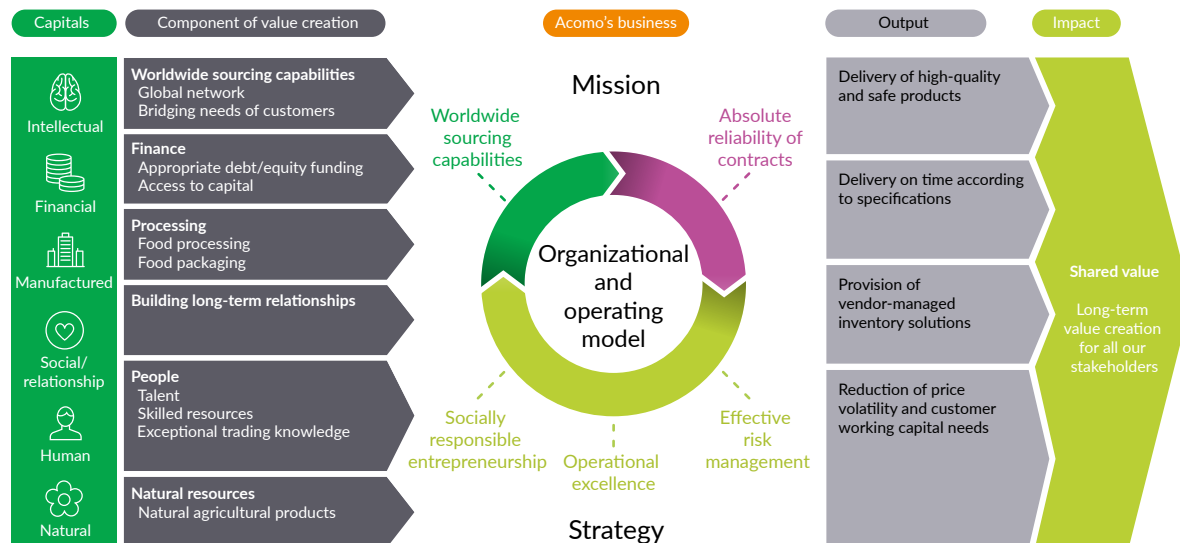 Capitals
Component of value creation
Acomo's business
Output
Impact
Intellectual
Financial
Manufactured
Social/
relationship
Human
Natural
Worldwide sourcing capabilities
Global network
Bridging needs of customers
Finance
Appropriate debt/equity funding
Access to capital
Processing
Food processing
Food packaging
Building long-term relationships
People
Talent
Skilled resources
Exceptional trading knowledge
Natural resources
Natural agricultural products
Mission
Worldwide
sourcing
capabilities
Absolute
reliability of
contracts
Organizational
and
operating
model
Socially
responsible
entrepreneurship
Operational
excellence
Effective
risk
management
Strategy
Delivery of high-quality
and safe products
Delivery on time according
to specifications
Provision of
vendor-managed
inventory solutions
Reduction of price
volatility and customer
working capital needs
Shared value
Long-term
value creation
for all our
stakeholders